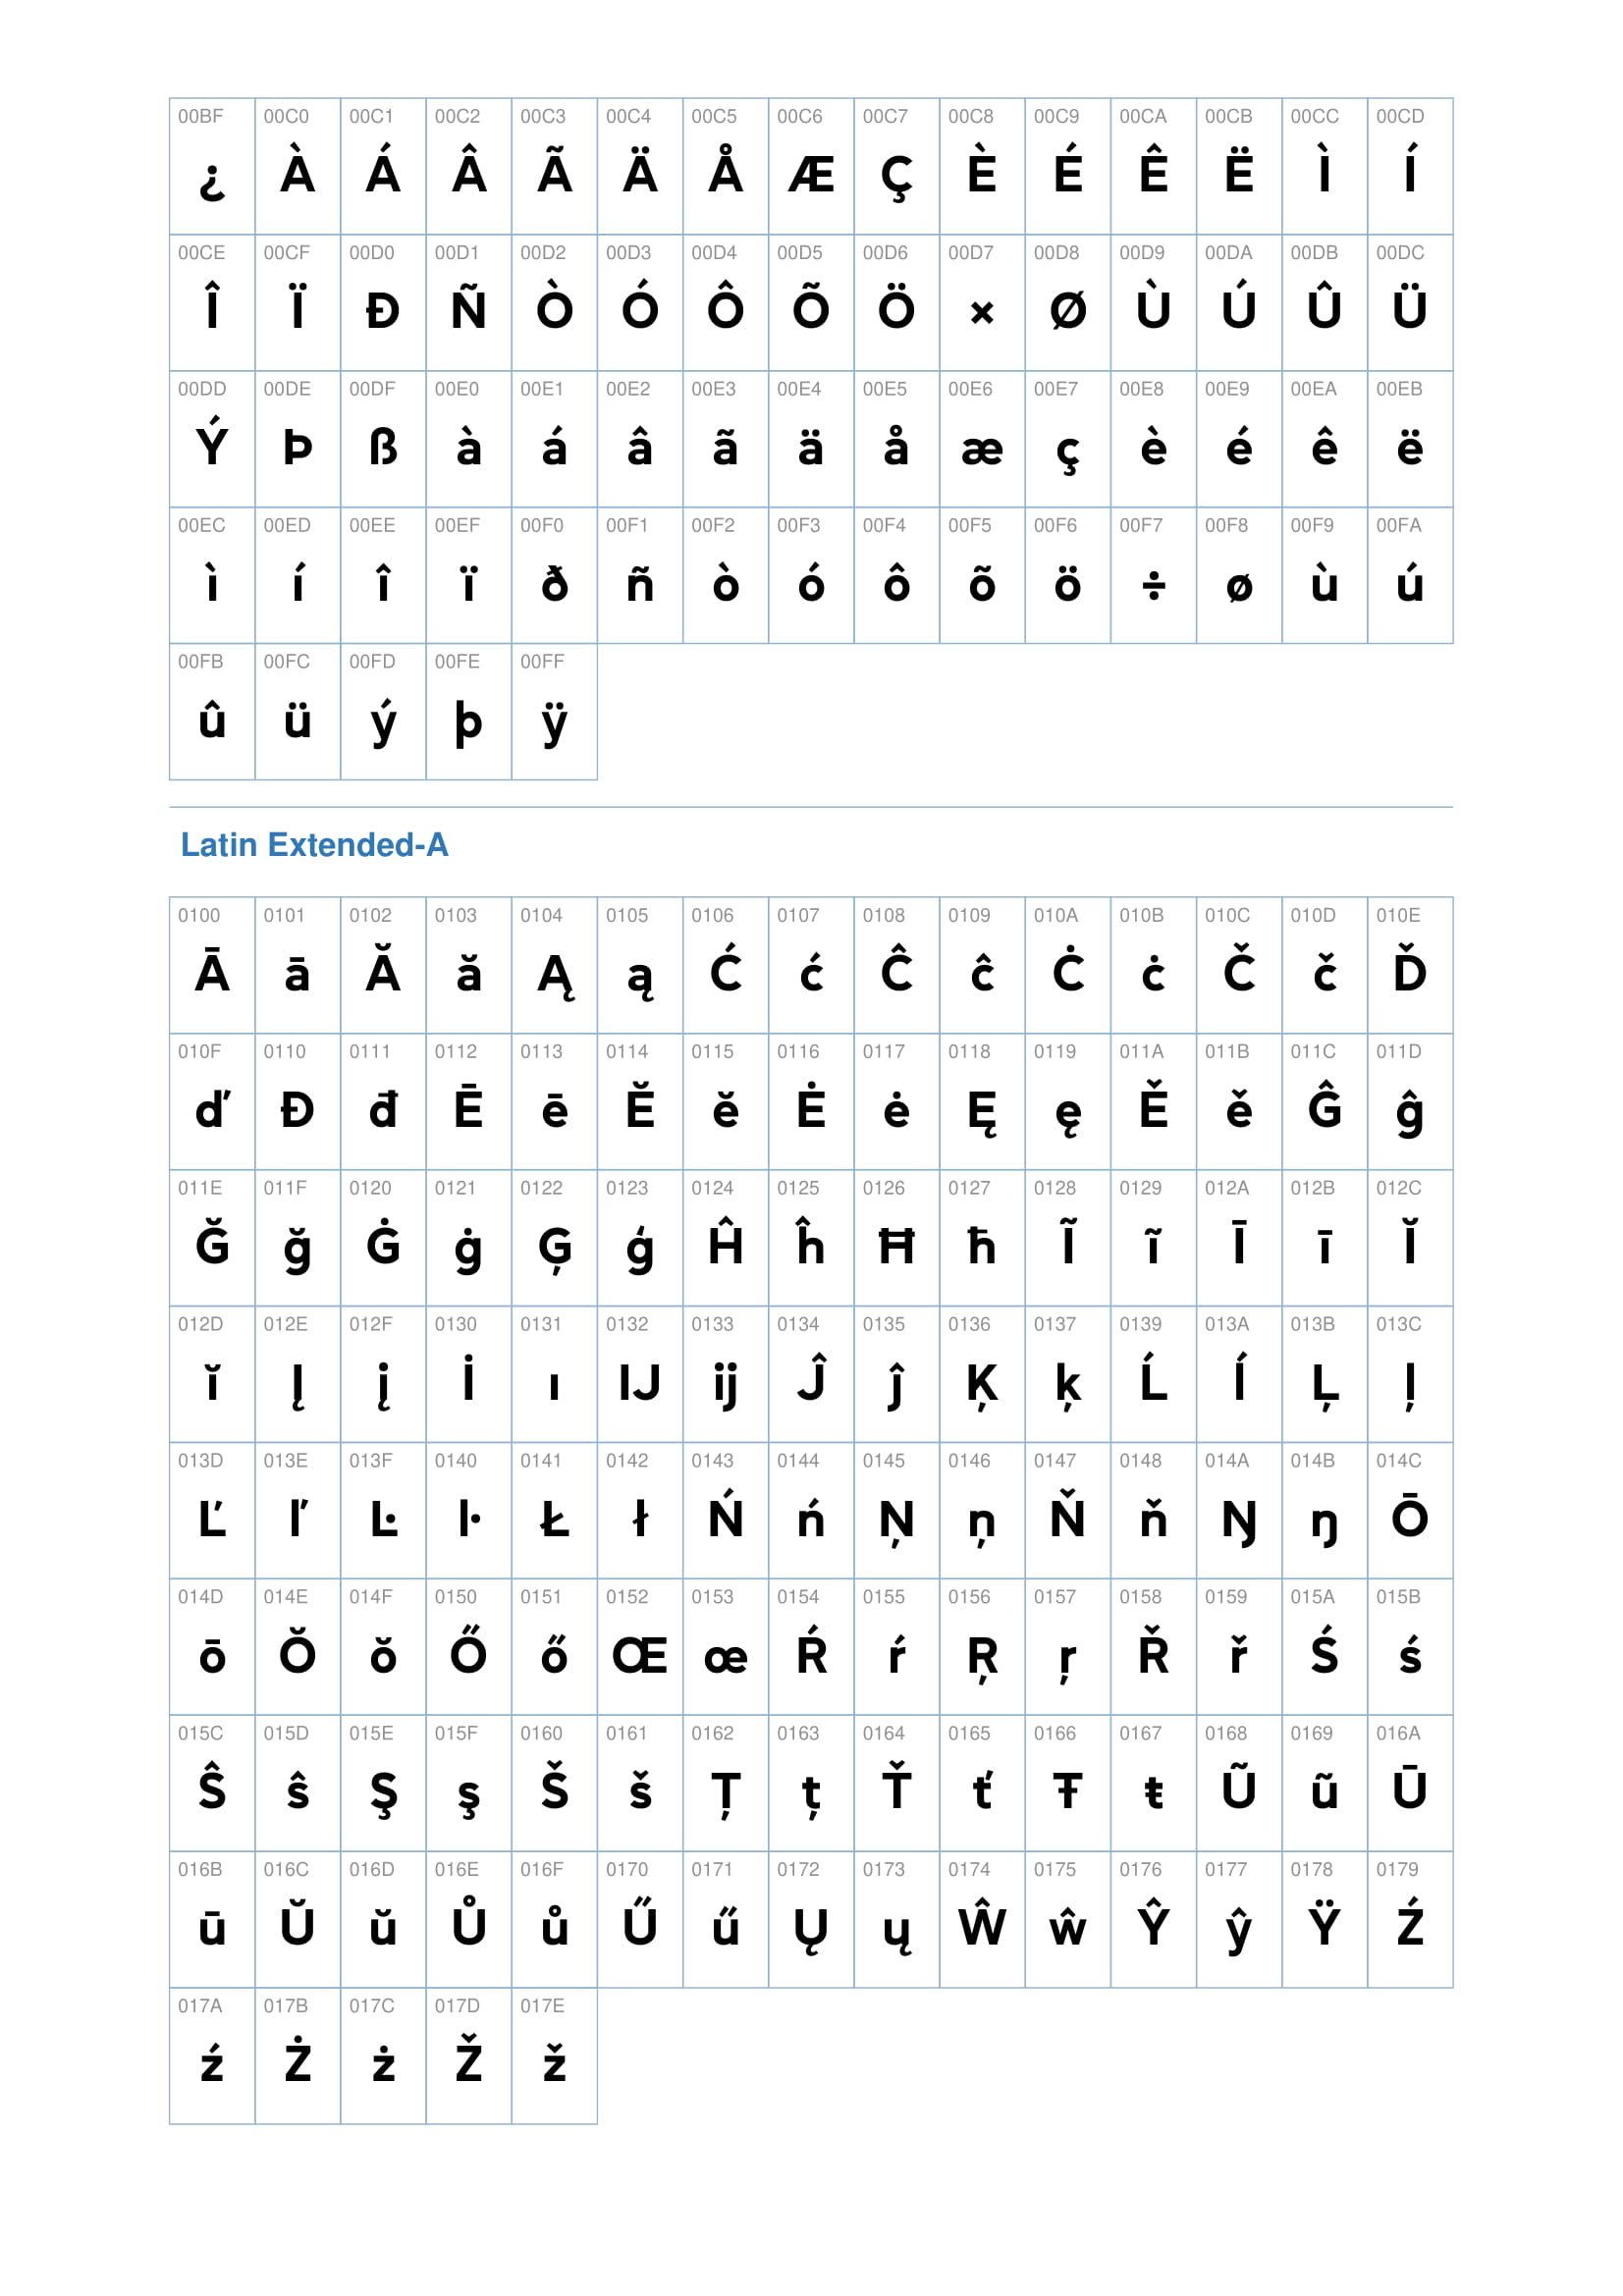 00BF 00C0 00C1 00C2 00C3 00C4 00C5 00C6 00C7 00C8 00C9 00CA 00CB 00CC 00CD
¿ À Á Â Ã Ä Å Æ Ç È É Ê Ë Ì Í
00CE 00CF 00D0 00D1 00D2 00D3 00D4 00D5 00D6 00D7 00D8 00D9 00DA 00DB 00DC
Î Ï Ð Ñ Ò Ó Ô Õ Ö × Ø Ù Ú Û Ü
00DD 00DE 00DF 00E0 00E1 00E2 00E3 00E4 00E5 00E6 00E7 00E8 00E9 00EA 00EB
Ý Þ ß à á â ã ä å æ ç è é ê ë
00EC 00ED 00EE 00EF 00F0 00F1 00F2 00F3 00F4 00F5 00F6 00F7 00F8 00F9 00FA
ì í î ï ð ñ ò ó ô õ ö ÷ ø ù ú
00FB 00FC 00FD 00FE 00FF
û ü ý þ ÿ
Latin Extended-A
0100 0101 0102 0103 0104 0105 0106 0107 0108 0109 010A 010B 010C 010D 010E
Ā ā Ă ă Ą ą Ć ć Ĉ ĉ Ċ ċ Č č Ď
010F 0110 0111 0112 0113 0114 0115 0116 0117 0118 0119 011A 011B 011C 011D
ď Đ đ Ē ē Ĕ ĕ Ė ė Ę ę Ě ě Ĝ ĝ
011E 011F 0120 0121 0122 0123 0124 0125 0126 0127 0128 0129 012A 012B 012C
Ğ ğ Ġ ġ Ģ ģ Ĥ ĥ Ħ ħ Ĩ ĩ Ī ī Ĭ
012D 012E 012F 0130 0131 0132 0133 0134 0135 0136 0137 0139 013A 013B 013C
ĭ Į į İ ı Ĳ ĳ Ĵ ĵ Ķ ķ Ĺ ĺ Ļ ļ
013D 013E 013F 0140 0141 0142 0143 0144 0145 0146 0147 0148 014A 014B 014C
Ľ ľ Ŀ ŀ Ł ł Ń ń Ņ ņ Ň ň Ŋ ŋ Ō
014D 014E 014F 0150 0151 0152 0153 0154 0155 0156 0157 0158 0159 015A 015B
ō Ŏ ŏ Ő ő Œ œ Ŕ ŕ Ŗ ŗ Ř ř Ś ś
015C 015D 015E 015F 0160 0161 0162 0163 0164 0165 0166 0167 0168 0169 016A
Ŝ ŝ Ş ş Š š Ţ ţ Ť ť Ŧ ŧ Ũ ũ Ū
016B 016C 016D 016E 016F 0170 0171 0172 0173 0174 0175 0176 0177 0178 0179
ū Ŭ ŭ Ů ů Ű ű Ų ų Ŵ ŵ Ŷ ŷ Ÿ Ź
017A 017B 017C 017D 017E
ź Ż ż Ž ž